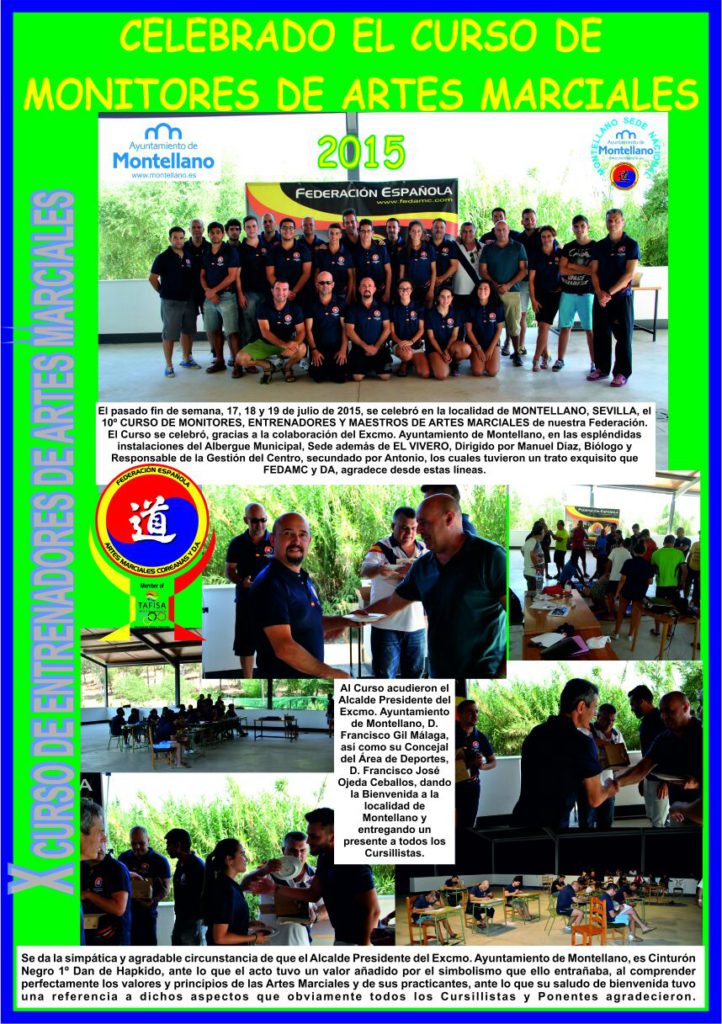 CELEBRADO EL CURSO DE
MONITORES DE ARTES MARCIALES
Ayuntamiento de
Montellano
www.montellano.es
2015
MONTELLANO SEDE NACIONAL
Ayuntamiento de
Montellano
FEDERACIÓN ESPAÑOLA
www.fedamc.com
X CURSO DE ENTRENADORES DE ARTES MARCIALES
El pasado fin de semana, 17, 18 y 19 de julio de 2015, se celebró en la localidad de MONTELLANO, SEVILLA, el
10º CURSO DE MONITORES, ENTRENADORES Y MAESTROS DE ARTES MARCIALES de nuestra Federación.
El Curso se celebró, gracias a la colaboración del Excmo. Ayuntamiento de Montellano, en las espléndidas
instalaciones del Albergue Municipal, Sede además de EL VIVERO, Dirigido por Manuel Díaz, Biólogo y
Responsable de la Gestión del Centro, secundado por Antonio, los cuales tuvieron un trato exquisito que
FEDAMC y DA, agradece desde estas líneas.
FEDERACIÓN ESPAÑOLA
道
ARTES MARCIALES COREANAS Y D.A.
Member of
TAFISA
Al Curso acudieron el
Alcalde Presidente del
Excmo. Ayuntamiento
de Montellano, D.
Francisco Gil Málaga,
así como su Concejal
del Área de Deportes,
D. Francisco José
Ojeda Ceballos, dando
la Bienvenida a la
localidad de
Montellano y
entregando un
presente a todos los
Cursillistas.
Se da la simpática y agradable circunstancia de que el Alcalde Presidente del Excmo. Ayuntamiento de Montellano, es Cinturón
Negro 1º Dan de Hapkido, ante lo que el acto tuvo un valor añadido por el simbolismo que ello entrañaba, al comprender
perfectamente los valores y principios de las Artes Marciales y de sus practicantes, ante lo que su saludo de bienvenida tuvo
una referencia a dichos aspectos que obviamente todos los Cursillistas y Ponentes agradecieron.